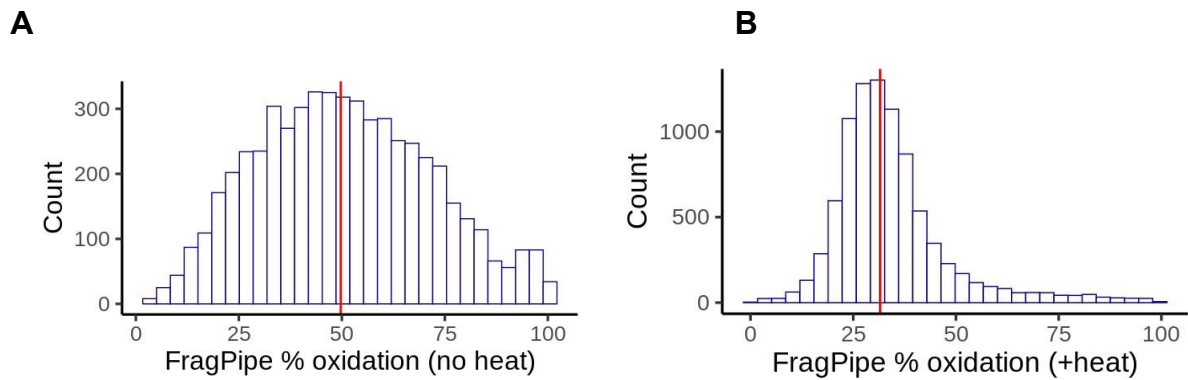 A
B
Count
300
200
100
0
0 25 50 75 100
FragPipe % oxidation (no heat)
Count
1000
500
0
0 25 50 75 100
FragPipe % oxidation (+heat)